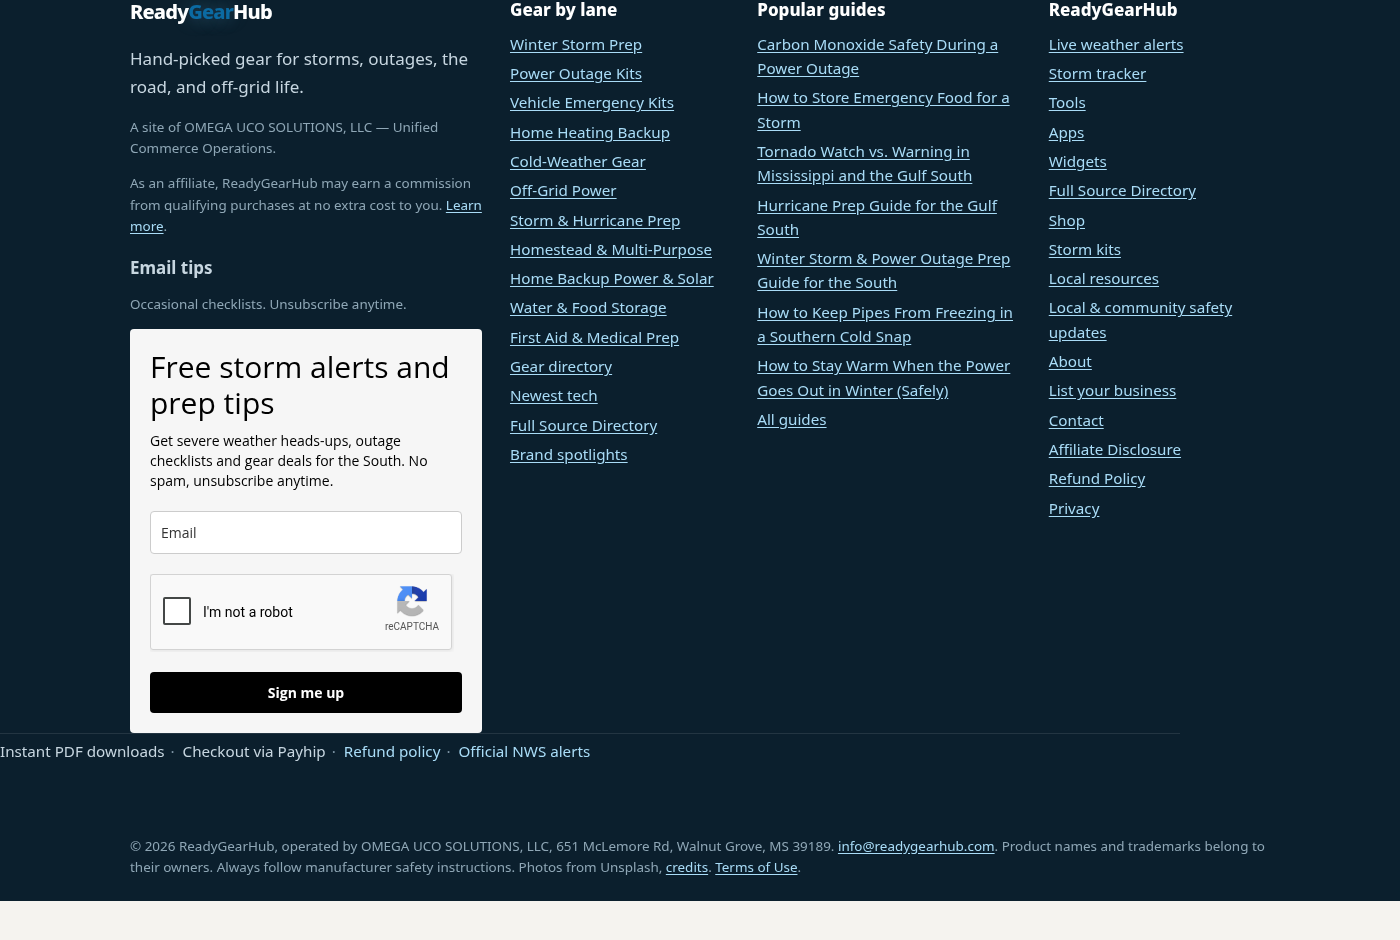 ReadyGearHub
Hand-picked gear for storms, outages, the
road, and off-grid life.
A site of OMEGA UCO SOLUTIONS, LLC — Unified
Commerce Operations.
As an affiliate, ReadyGearHub may earn a commission
from qualifying purchases at no extra cost to you. Learn
more.
Email tips
Occasional checklists. Unsubscribe anytime.
Free storm alerts and
prep tips
Get severe weather heads-ups, outage
checklists and gear deals for the South. No
spam, unsubscribe anytime.
Email
I'm not a robot
reCAPTCHA
Sign me up
Gear by lane
Winter Storm Prep
Power Outage Kits
Vehicle Emergency Kits
Home Heating Backup
Cold-Weather Gear
Off-Grid Power
Storm & Hurricane Prep
Homestead & Multi-Purpose
Home Backup Power & Solar
Water & Food Storage
First Aid & Medical Prep
Gear directory
Newest tech
Full Source Directory
Brand spotlights
Popular guides
Carbon Monoxide Safety During a
Power Outage
How to Store Emergency Food for a
Storm
Tornado Watch vs. Warning in
Mississippi and the Gulf South
Hurricane Prep Guide for the Gulf
South
Winter Storm & Power Outage Prep
Guide for the South
How to Keep Pipes From Freezing in
a Southern Cold Snap
How to Stay Warm When the Power
Goes Out in Winter (Safely)
All guides
ReadyGearHub
Live weather alerts
Storm tracker
Tools
Apps
Widgets
Full Source Directory
Shop
Storm kits
Local resources
Local & community safety
updates
About
List your business
Contact
Affiliate Disclosure
Refund Policy
Privacy
Instant PDF downloads · Checkout via Payhip · Refund policy · Official NWS alerts
© 2026 ReadyGearHub, operated by OMEGA UCO SOLUTIONS, LLC, 651 McLemore Rd, Walnut Grove, MS 39189. info@readygearhub.com. Product names and trademarks belong to
their owners. Always follow manufacturer safety instructions. Photos from Unsplash, credits. Terms of Use.